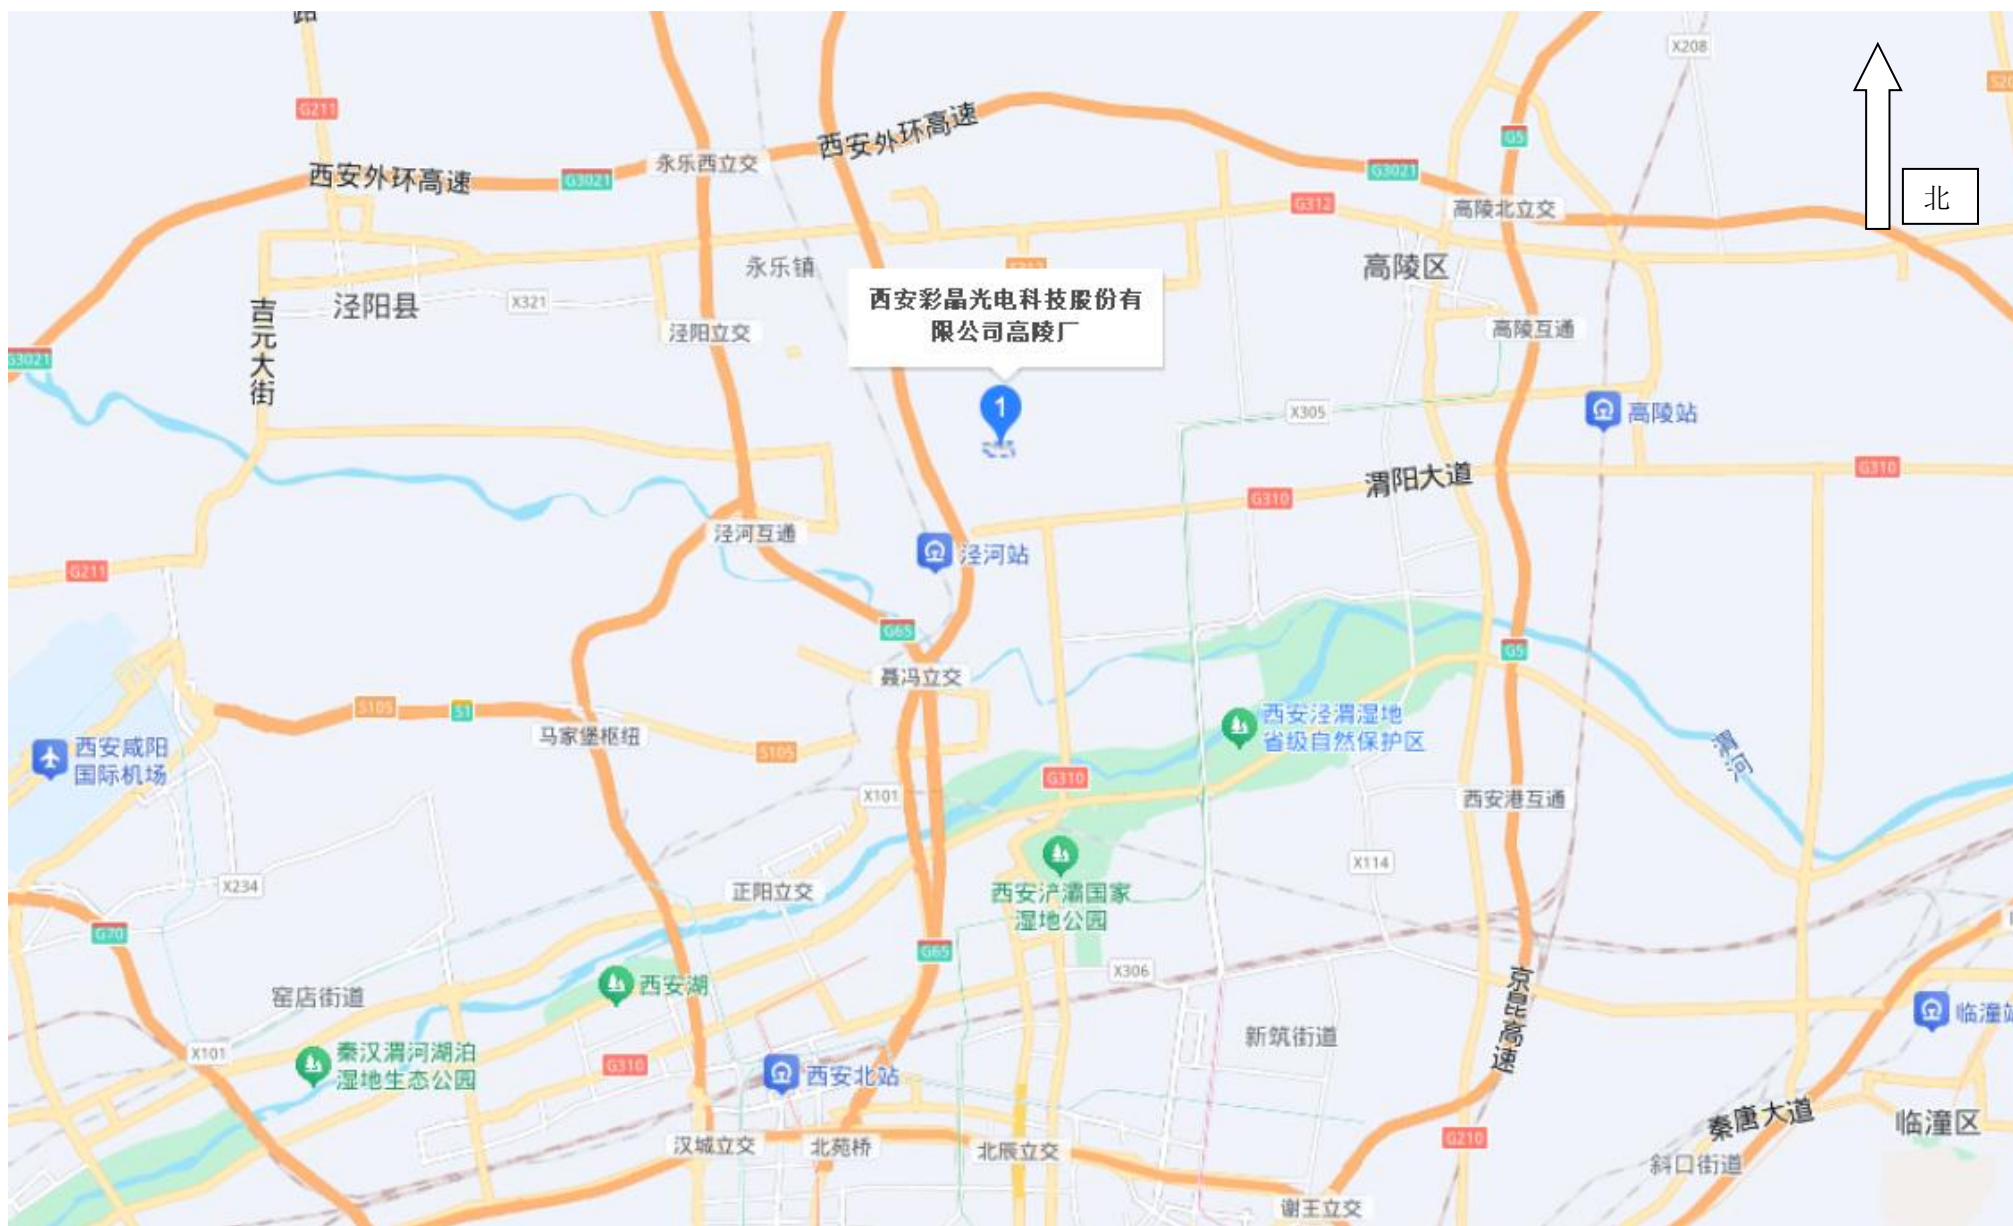 路
G211
西安外环高速
G3021
永乐西立交
西安外环高速
G3021
G5
X208
S20
北
G312
高陵北立交
永乐镇
高陵区
吉元大街
泾阳县
X321
泾阳立交
西安彩晶光电科技股份有
限公司高陵厂
1
高陵互通
G3021
X305
高陵站
渭阳大道
G310
G310
泾河互通
泾河站
G211
G65
聂冯立交
G5
S105
S1
马家堡枢纽
S105
西安咸阳
国际机场
西安泾渭湿地
省级自然保护区
渭河
G310
X101
西安港互通
X234
正阳立交
西安浐灞国家
湿地公园
X114
G70
G65
窑店街道
西安湖
X306
京昆高速
临潼站
新筑街道
X101
秦汉渭河湖泊
湿地生态公园
G310
西安北站
秦唐大道
临潼区
汉城立交
北苑桥
北辰立交
G210
斜口街道
谢王立交